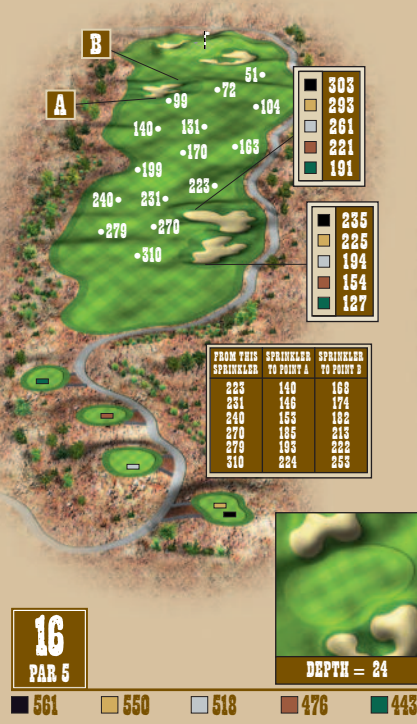 B
A
51
72
99
104
140
131
170
163
199
223
240
231
270
279
310
303
293
261
221
191
235
225
194
154
127
FROM THIS SPRINKLER TO POINT A SPRINKLER TO POINT B
SPRINKLER
223 140 168
231 146 174
240 153 182
270 185 213
279 193 222
310 224 253
16
PAR 5
DEPTH = 24
561 550 518 476 443